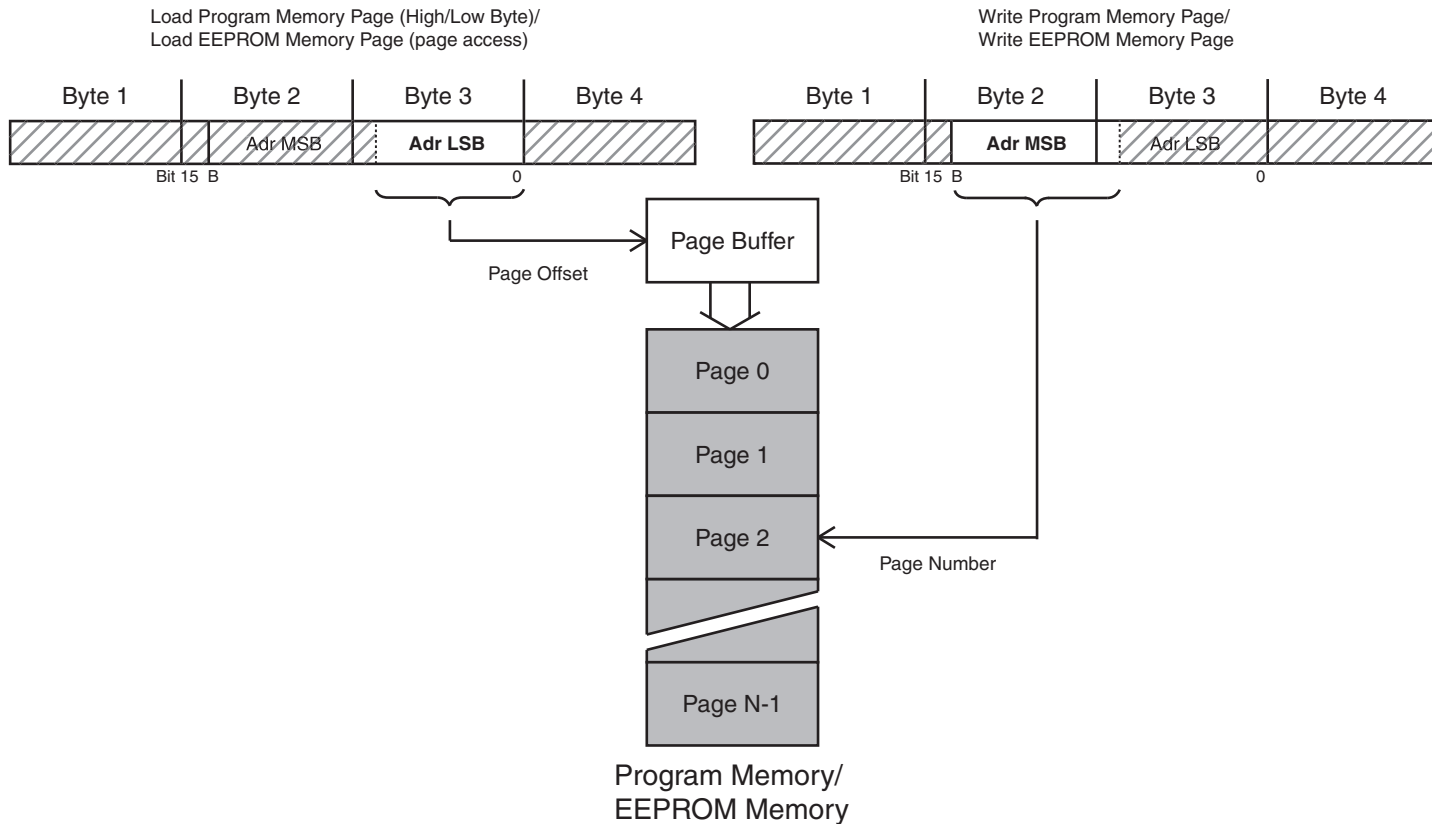 Load Program Memory Page (High/Low Byte)/
Load EEPROM Memory Page (page access)
Write Program Memory Page/
Write EEPROM Memory Page
Byte 1 Byte 2 Byte 3 Byte 4
Adr MSB Adr LSB
Bit 15 B 0
Byte 1 Byte 2 Byte 3 Byte 4
Adr MSB Adr LSB
Bit 15 B 0
Page Buffer
Page Offset
Page 0
Page 1
Page 2
Page Number
Page N-1
Program Memory/
EEPROM Memory